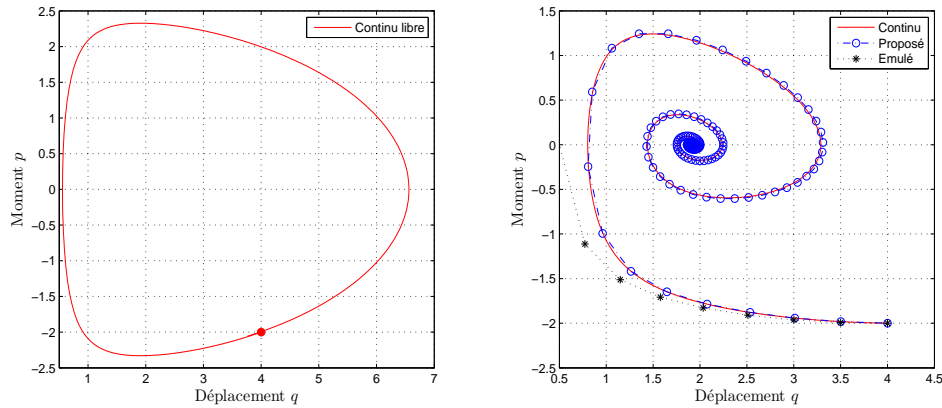 2.5
2
1.5
1
0.5
0
−0.5
−1
−1.5
−2
−2.5
1 2 3 4 5 6 7
Moment p
Déplacement q
Continu libre
1.5
1
0.5
0
−0.5
−1
−1.5
−2
−2.5
0.5 1 1.5 2 2.5 3 3.5 4 4.5
Moment p
Déplacement q
Continu
Proposé
Emulé